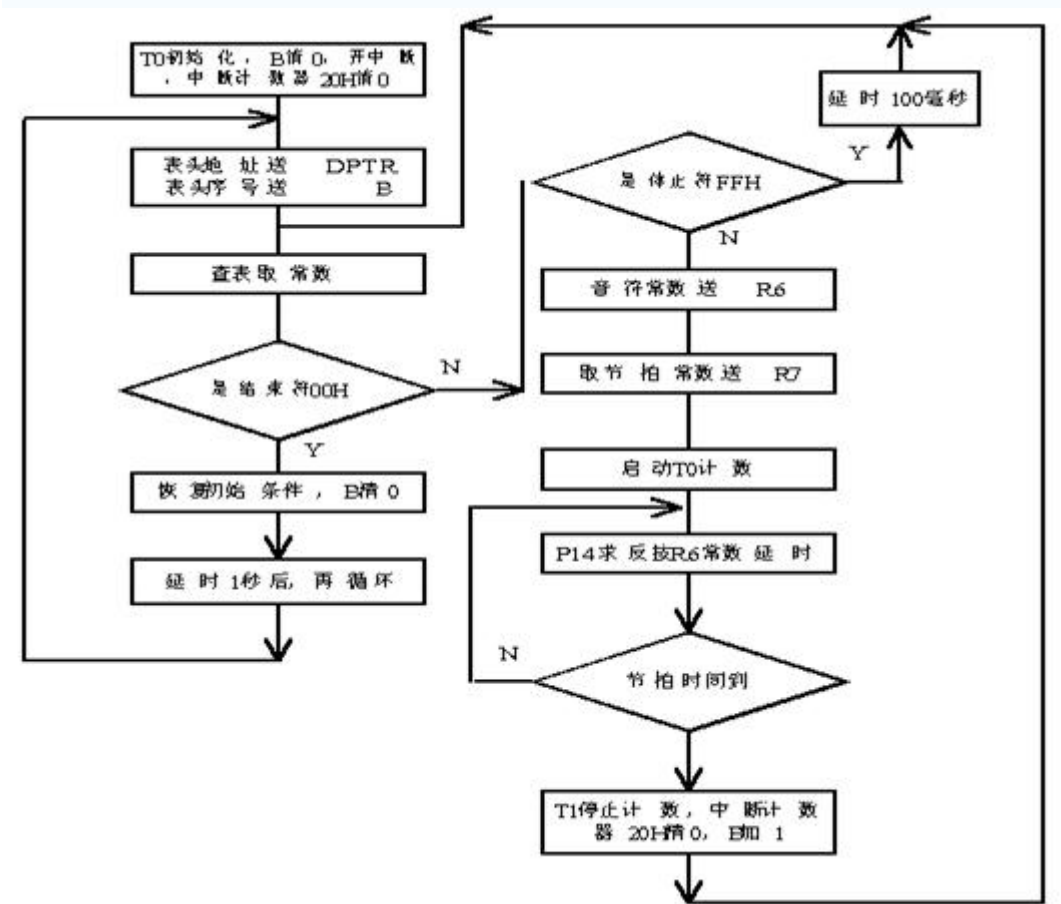 T0初始化，B清0，开中断
，中断计数器20H清0
表头地址送 DPTR
表头序号送 B
查表取常数
是结束符00H
N
Y
恢复初始条件，B清0
延时1秒后，再循环
延时100毫秒
Y
是休止符FFH
N
音符常数送 R6
取节拍常数送 R7
启动T0计数
P14求反按R6常数延时
N
节拍时间到
T1停止计数，中断计数
器20H清0，B加1